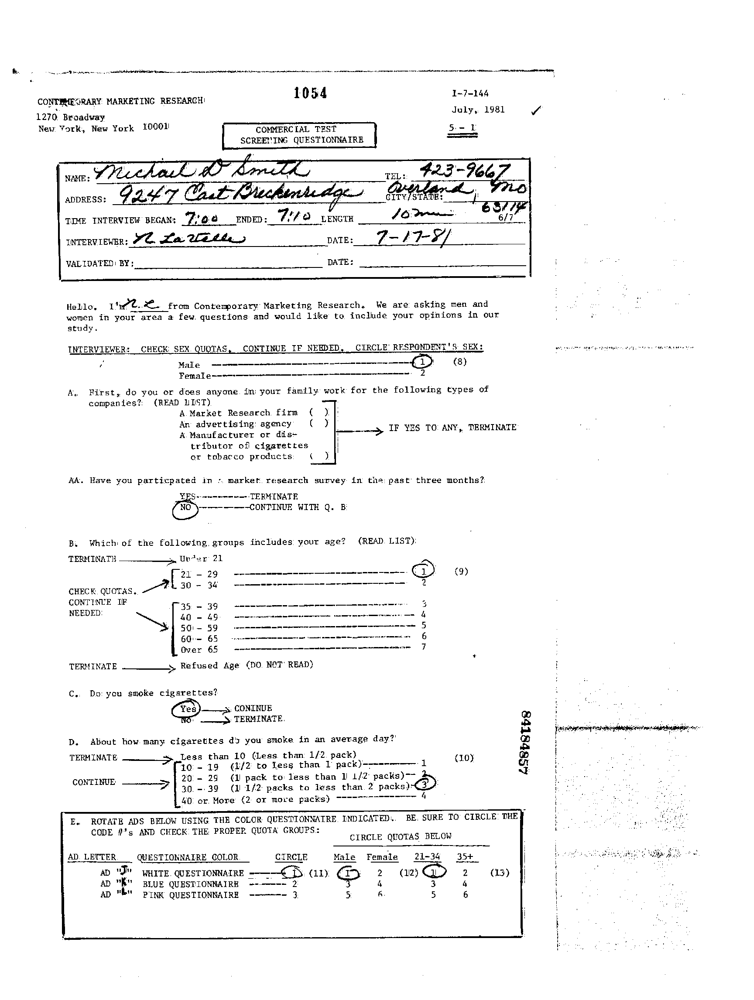 1054
I-7-144
CONTEMEORARY MARKETING RESEARCH
July, 1981 ✓
1270 Broadway
New York, New York 10001
5 - 1
COMMERCIAL TEST
SCREENING QUESTIONNAIRE
NAME: Michael D Smith TEL: 423-9667
ADDRESS: 9247 East Breckenridge CITY/STATE: Overland Mo
63114
TIME INTERVIEW BEGAN: 7:00 ENDED: 7:10 LENGTH 10 min 6/7
INTERVIEWER: N. DATE: 7-17-81
VALIDATED BY: DATE:
Hello. I'm from Contemporary Marketing Research. We are asking men and
women in your area a few questions and would like to include your opinions in our
study.
INTERVIEWER: CHECK SEX QUOTAS, CONTINUE IF NEEDED. CIRCLE RESPONDENT'S SEX:
Male 1 (8)
Female 2
A. First, do you or does anyone in your family work for the following types of
companies? (READ LIST)
A Market Research firm ( )
An advertising agency ( )
A Manufacturer or dis-
tributor of cigarettes
or tobacco products ( )
IF YES TO ANY, TERMINATE
AA. Have you particpated in a market research survey in the past three months?
YES ---------- TERMINATE
NO ---------- CONTINUE WITH Q. B
B. Which of the following groups includes your age? (READ LIST)
TERMINATE Under 21
21 - 29 1 (9)
30 - 34 2
CHECK QUOTAS.
CONTINUE IF
NEEDED:
35 - 39 3
40 - 49 4
50 - 59 5
60 - 65 6
Over 65 7
TERMINATE Refused Age (DO NOT READ)
C. Do you smoke cigarettes?
Yes CONINUE
No TERMINATE
D. About how many cigarettes do you smoke in an average day?
TERMINATE Less than 10 (Less than 1/2 pack)
10 - 19 (1/2 to less than 1 pack) 1 (10)
CONTINUE 20 - 29 (1 pack to less than 1 1/2 packs) 2
30 - 39 (1 1/2 packs to less than 2 packs) 3
40 or More (2 or more packs) 4
84184857
E. ROTATE ADS BELOW USING THE COLOR QUESTIONNAIRE INDICATED. BE SURE TO CIRCLE THE
CODE #'s AND CHECK THE PROPER QUOTA GROUPS:
CIRCLE QUOTAS BELOW
AD LETTER QUESTIONNAIRE COLOR CIRCLE Male Female 21-34 35+
AD "J" WHITE QUESTIONNAIRE 1 (11) 1 2 (12) 1 2 (13)
AD "K" BLUE QUESTIONNAIRE 2 3 4 3 4
AD "L" PINK QUESTIONNAIRE 3 5 6 5 6